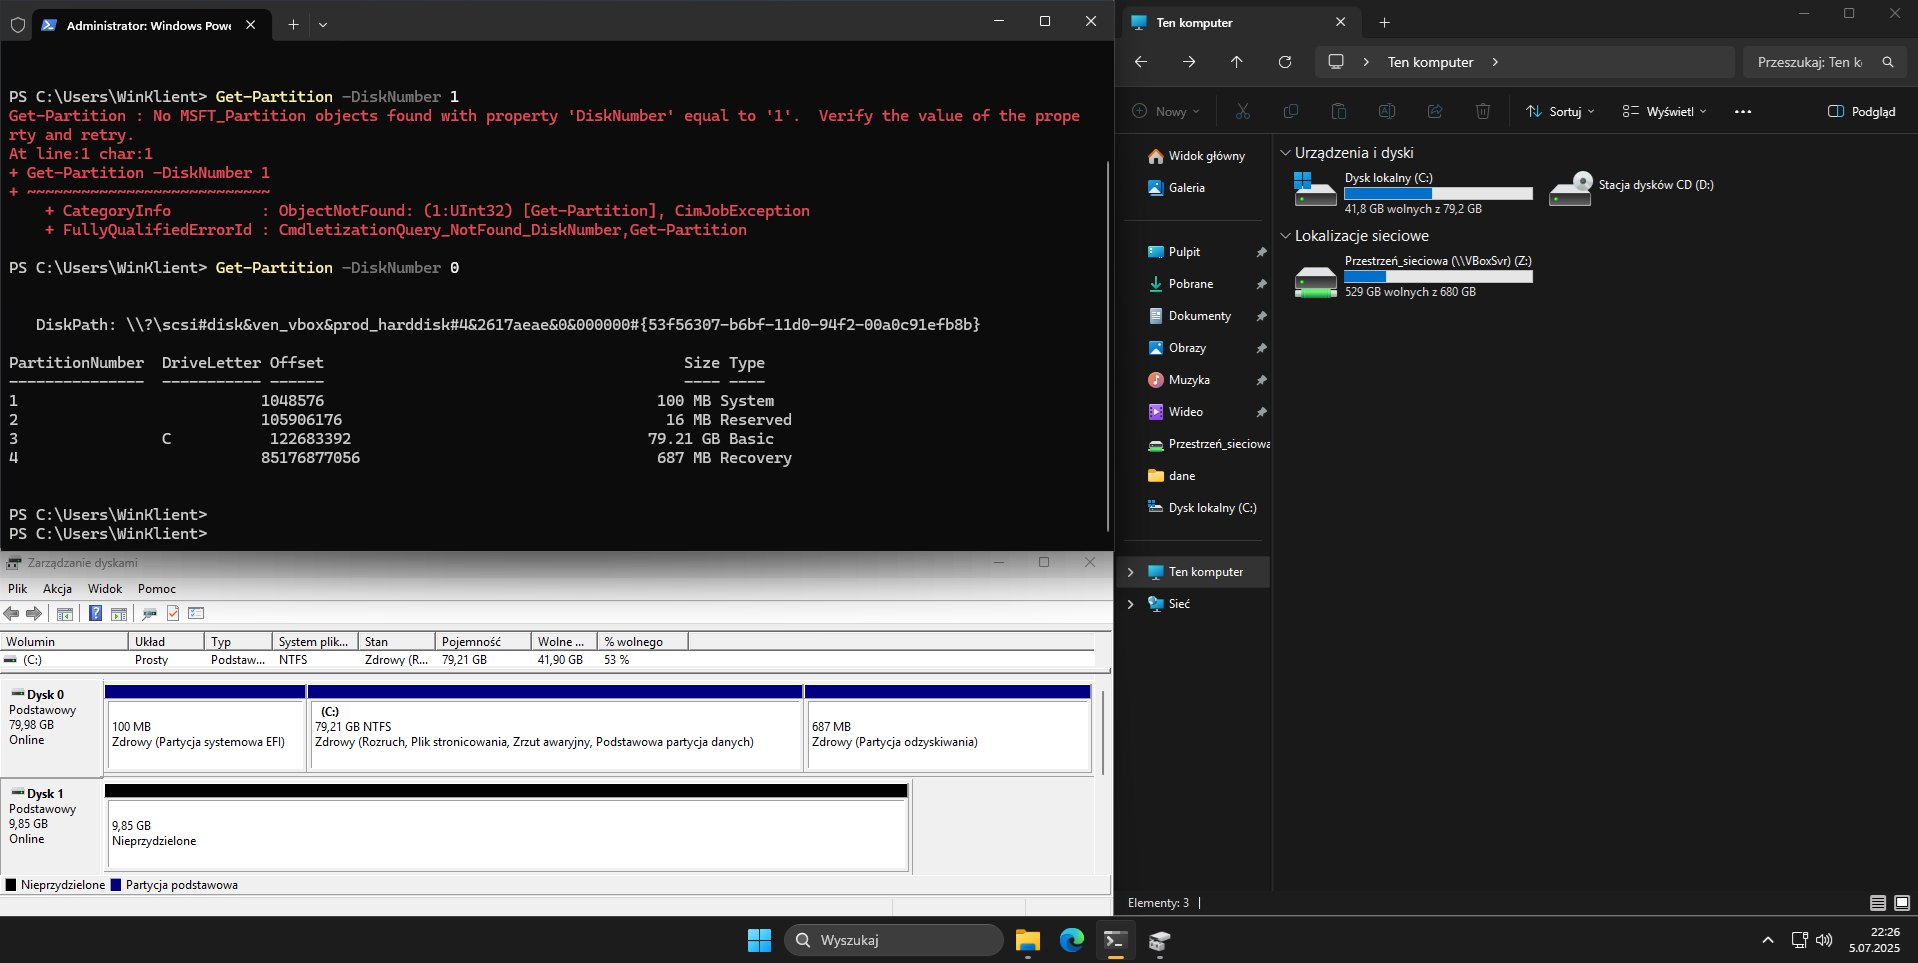 Administrator: Windows Powe
PS C:\Users\WinKlient> Get-Partition -DiskNumber 1
Get-Partition : No MSFT_Partition objects found with property 'DiskNumber' equal to '1'.  Verify the value of the prope
rty and retry.
At line:1 char:1
+ Get-Partition -DiskNumber 1
+ ~~~~~~~~~~~~~~~~~~~~~~~~~~~
    + CategoryInfo          : ObjectNotFound: (1:UInt32) [Get-Partition], CimJobException
    + FullyQualifiedErrorId : CmdletizationQuery_NotFound_DiskNumber,Get-Partition
PS C:\Users\WinKlient> Get-Partition -DiskNumber 0
DiskPath: \\?\scsi#disk&ven_vbox&prod_harddisk#4&2617aeae&0&000000#{53f56307-b6bf-11d0-94f2-00a0c91efb8b}
PartitionNumber  DriveLetter Offset                                        Size Type
---------------  ----------- ------                                        ---- ----
1                           1048576                                     100 MB System
2                           105906176                                    16 MB Reserved
3                C           122683392                                 79.21 GB Basic
4                           85176877056                                 687 MB Recovery
PS C:\Users\WinKlient>
PS C:\Users\WinKlient>
Zarządzanie dyskami
Plik Akcja Widok Pomoc
Wolumin Układ Typ System plik... Stan Pojemność Wolne ... % wolnego
(C:) Prosty Podstaw... NTFS Zdrowy (R... 79,21 GB 41,90 GB 53 %
Dysk 0
Podstawowy
79,98 GB
Online
100 MB
Zdrowy (Partycja systemowa EFI)
(C:)
79,21 GB NTFS
Zdrowy (Rozruch, Plik stronicowania, Zrzut awaryjny, Podstawowa partycja danych)
687 MB
Zdrowy (Partycja odzyskiwania)
Dysk 1
Podstawowy
9,85 GB
Online
9,85 GB
Nieprzydzielone
Nieprzydzielone Partycja podstawowa
Ten komputer
Ten komputer
Przeszukaj: Ten k
Nowy Sortuj Wyświetl ... Podgląd
Widok główny
Galeria
Pulpit
Pobrane
Dokumenty
Obrazy
Muzyka
Wideo
Przestrzeń_sieciowa
dane
Dysk lokalny (C:)
Ten komputer
Sieć
Urządzenia i dyski
Dysk lokalny (C:)
41,8 GB wolnych z 79,2 GB
Stacja dysków CD (D:)
Lokalizacje sieciowe
Przestrzeń_sieciowa (\\VBoxSvr) (Z:)
529 GB wolnych z 680 GB
Elementy: 3
Wyszukaj
22:26
5.07.2025